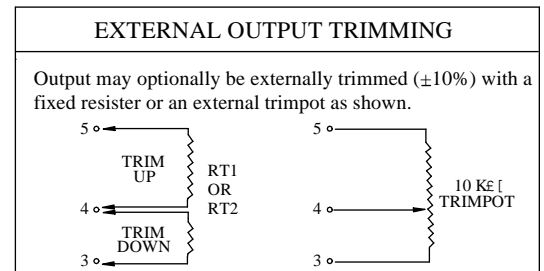 EXTERNAL OUTPUT TRIMMING
Output may optionally be externally trimmed (±10%) with a
fixed resister or an external trimpot as shown.
5
TRIM
UP
RT1
OR
RT2
4
TRIM
DOWN
3
5
10 K£ [
TRIMPOT
4
3